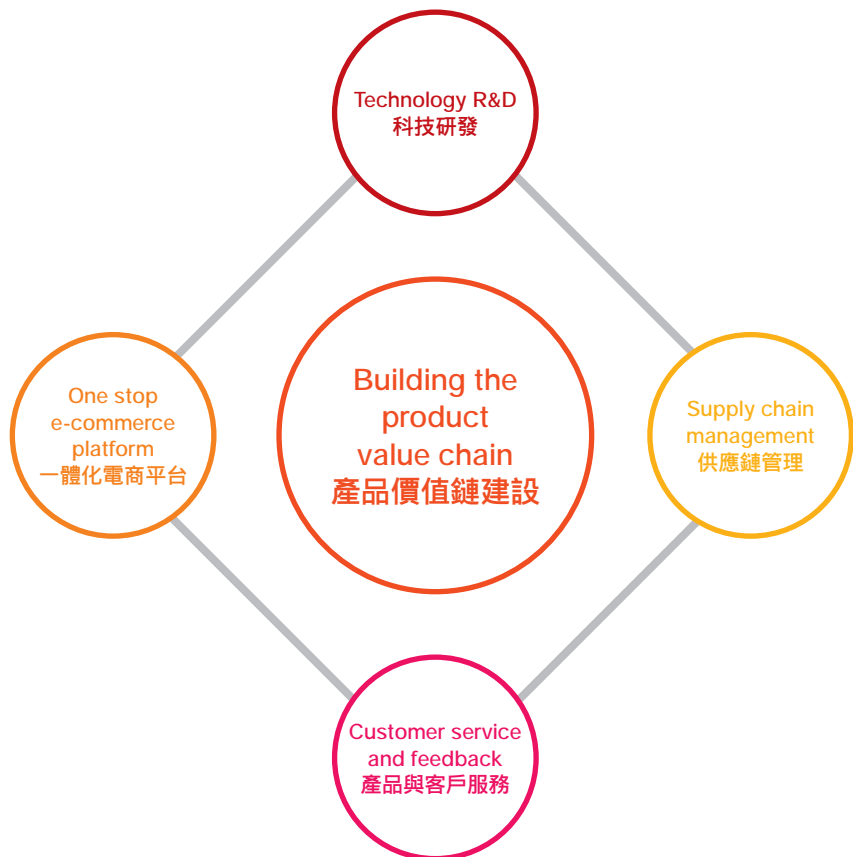 Technology R&D
科技研發
One stop
e-commerce
platform
一體化電商平台
Building the
product
value chain
產品價值鏈建設
Supply chain
management
供應鏈管理
Customer service
and feedback
產品與客戶服務